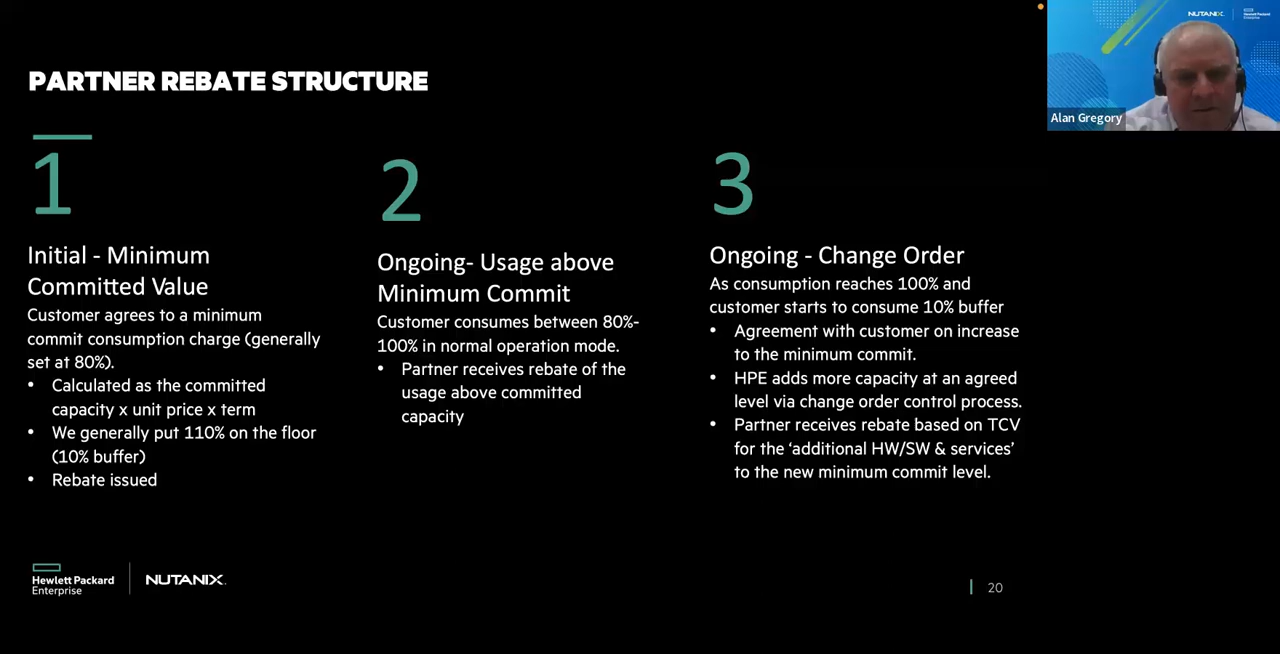 PARTNER REBATE STRUCTURE
1
Initial - Minimum
Committed Value
Customer agrees to a minimum
commit consumption charge (generally
set at 80%).
• Calculated as the committed
capacity x unit price x term
• We generally put 110% on the floor
(10% buffer)
• Rebate issued
2
Ongoing- Usage above
Minimum Commit
Customer consumes between 80%-
100% in normal operation mode.
• Partner receives rebate of the
usage above committed
capacity
3
Ongoing - Change Order
As consumption reaches 100% and
customer starts to consume 10% buffer
• Agreement with customer on increase
to the minimum commit.
• HPE adds more capacity at an agreed
level via change order control process.
• Partner receives rebate based on TCV
for the ‘additional HW/SW & services’
to the new minimum commit level.
Hewlett Packard
Enterprise
NUTANIX.
20
NUTANIX.
Hewlett Packard
Enterprise
Alan Gregory